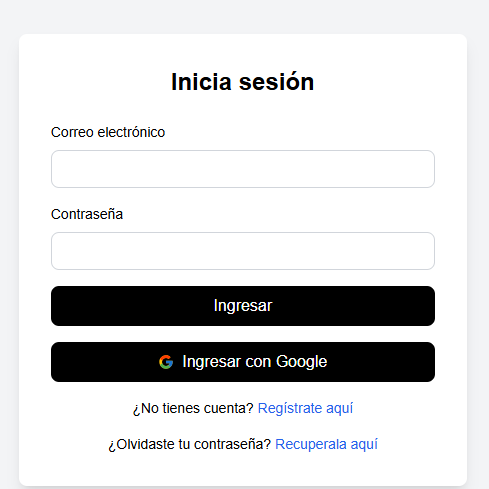 Inicia sesión
Correo electrónico
Contraseña
Ingresar
Ingresar con Google
¿No tienes cuenta? Regístrate aquí
¿Olvidaste tu contraseña? Recuperala aquí